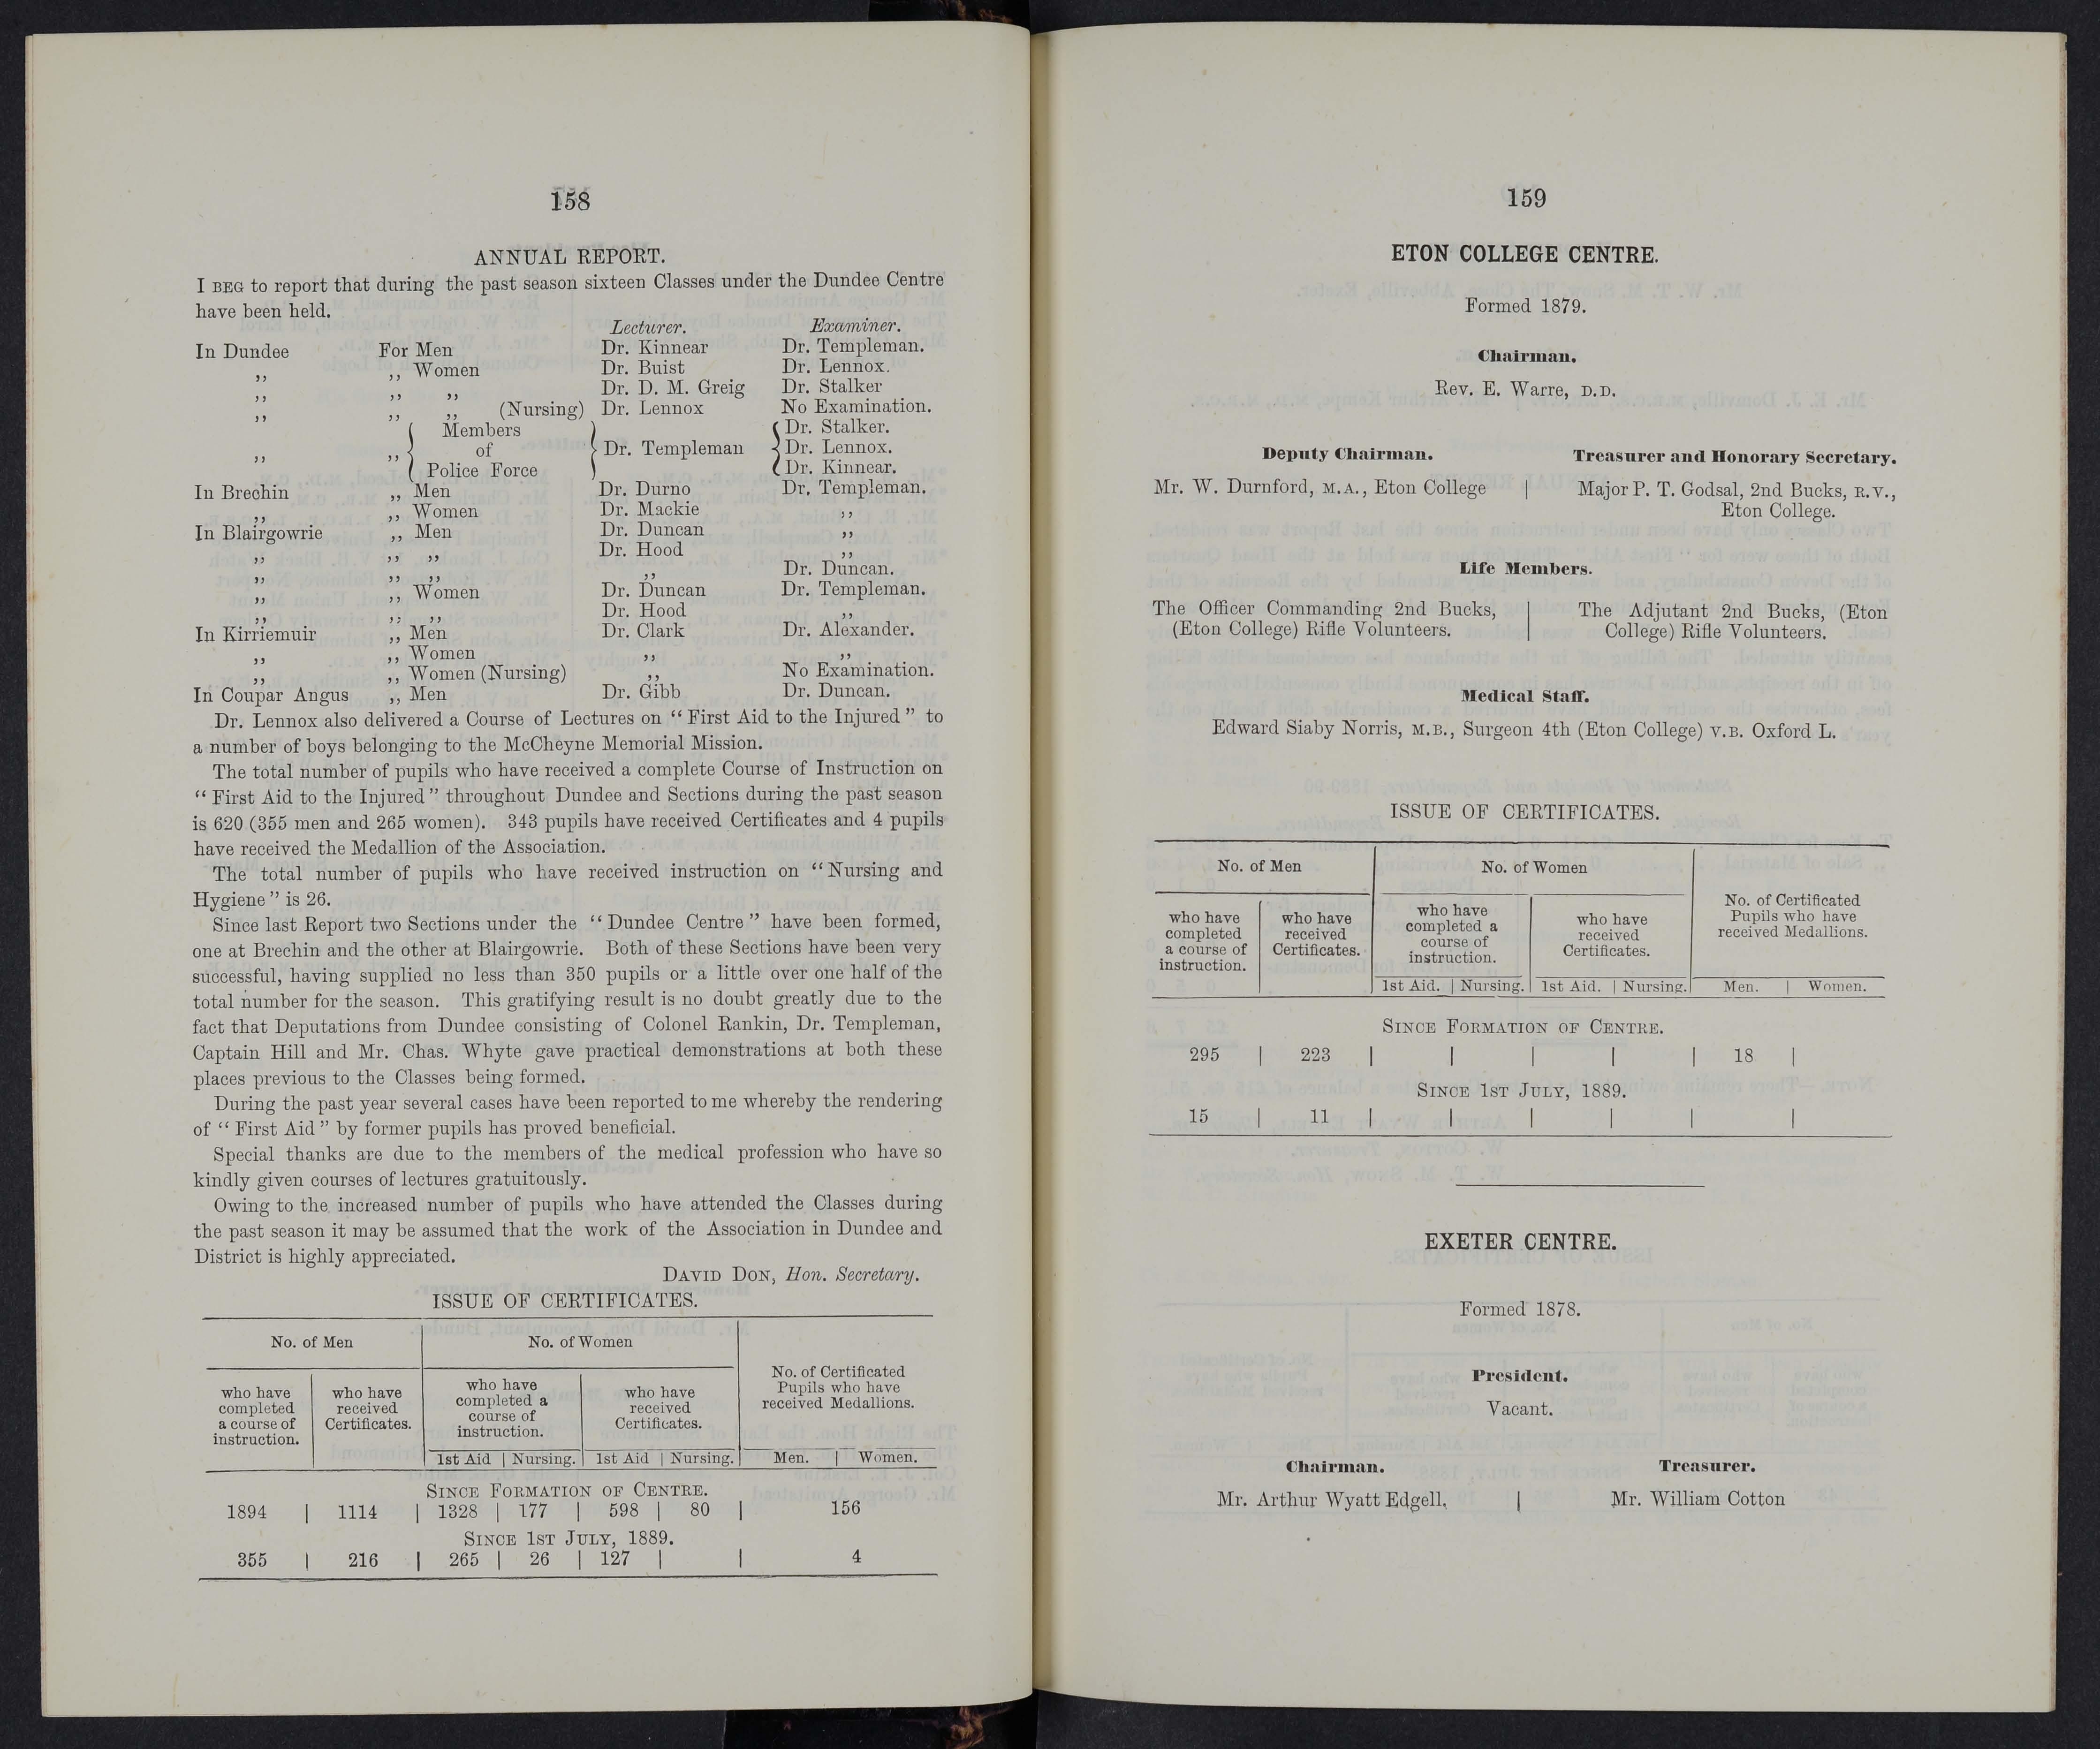 158
ANNUAL REPORT.
I BEG to report that during the past season sixteen Classes under the Dundee Centre
have been held.
Lecturer. Examiner.
In Dundee For Men Dr. Kinnear Dr. Templeman.
,, ,, Women Dr. Buist Dr. Lennox.
,, ,, ,, Dr. D. M. Greig Dr. Stalker
,, ,, ,, (Nursing) Dr. Lennox No Examination.
Members Dr. Stalker.
,, ,, of Dr. Templeman Dr. Lennox.
Police Force Dr. Kinnear.
In Brechin ,, Men Dr. Durno Dr. Templeman.
,, ,, Women Dr. Mackie ,,
In Blairgowrie ,, Men Dr. Duncan ,,
,, ,, ,, Dr. Hood ,,
,, ,, ,, ,, Dr. Duncan.
,, ,, Women Dr. Duncan Dr. Templeman.
,, ,, ,, Dr. Hood ,,
In Kirriemuir ,, Men Dr. Clark Dr. Alexander.
,, ,, Women ,, ,,
,, ,, Women (Nursing) ,, No Examination.
In Coupar Angus ,, Men Dr. Gibb Dr. Duncan.
Dr. Lennox also delivered a Course of Lectures on “ First Aid to the Injured ” to
a number of boys belonging to the McCheyne Memorial Mission.
The total number of pupils who have received a complete Course of Instruction on
“ First Aid to the Injured ” throughout Dundee and Sections during the past season
is 620 (355 men and 265 women). 343 pupils have received Certificates and 4 pupils
have received the Medallion of the Association.
The total number of pupils who have received instruction on “ Nursing and
Hygiene ” is 26.
Since last Report two Sections under the “ Dundee Centre ” have been formed,
one at Brechin and the other at Blairgowrie. Both of these Sections have been very
successful, having supplied no less than 350 pupils or a little over one half of the
total number for the season. This gratifying result is no doubt greatly due to the
fact that Deputations from Dundee consisting of Colonel Rankin, Dr. Templeman,
Captain Hill and Mr. Chas. Whyte gave practical demonstrations at both these
places previous to the Classes being formed.
During the past year several cases have been reported to me whereby the rendering
of “ First Aid ” by former pupils has proved beneficial.
Special thanks are due to the members of the medical profession who have so
kindly given courses of lectures gratuitously.
Owing to the increased number of pupils who have attended the Classes during
the past season it may be assumed that the work of the Association in Dundee and
District is highly appreciated.
DAVID DON, Hon. Secretary.
ISSUE OF CERTIFICATES.
No. of Men No. of Women
No. of Certificated
Pupils who have
received Medallions.
who have
completed
a course of
instruction.
who have
received
Certificates.
who have
completed a
course of
instruction.
who have
received
Certificates.
1st Aid | Nursing. 1st Aid | Nursing. Men. | Women.
SINCE FORMATION OF CENTRE.
1894 | 1114 | 1328 | 177 | 598 | 80 | 156
SINCE 1ST JULY, 1889.
355 | 216 | 265 | 26 | 127 | | 4
159
ETON COLLEGE CENTRE.
Formed 1879.
Chairman.
Rev. E. Warre, D.D.
Deputy Chairman. Treasurer and Honorary Secretary.
Mr. W. Durnford, M.A., Eton College | Major P. T. Godsal, 2nd Bucks, R.V.,
Eton College.
Life Members.
The Officer Commanding 2nd Bucks, The Adjutant 2nd Bucks, (Eton
(Eton College) Rifle Volunteers. College) Rifle Volunteers.
Medical Staff.
Edward Siaby Norris, M.B., Surgeon 4th (Eton College) V.B. Oxford L.
ISSUE OF CERTIFICATES.
No. of Men No. of Women
No. of Certificated
Pupils who have
received Medallions.
who have
completed
a course of
instruction.
who have
received
Certificates.
who have
completed a
course of
instruction.
who have
received
Certificates.
1st Aid. | Nursing. 1st Aid. | Nursing. Men. | Women.
SINCE FORMATION OF CENTRE.
295 | 223 | | | | | 18 |
SINCE 1ST JULY, 1889.
15 | 11 | | | | | |
EXETER CENTRE.
Formed 1878.
President.
Vacant.
Chairman. Treasurer.
Mr. Arthur Wyatt Edgell, | Mr. William Cotton